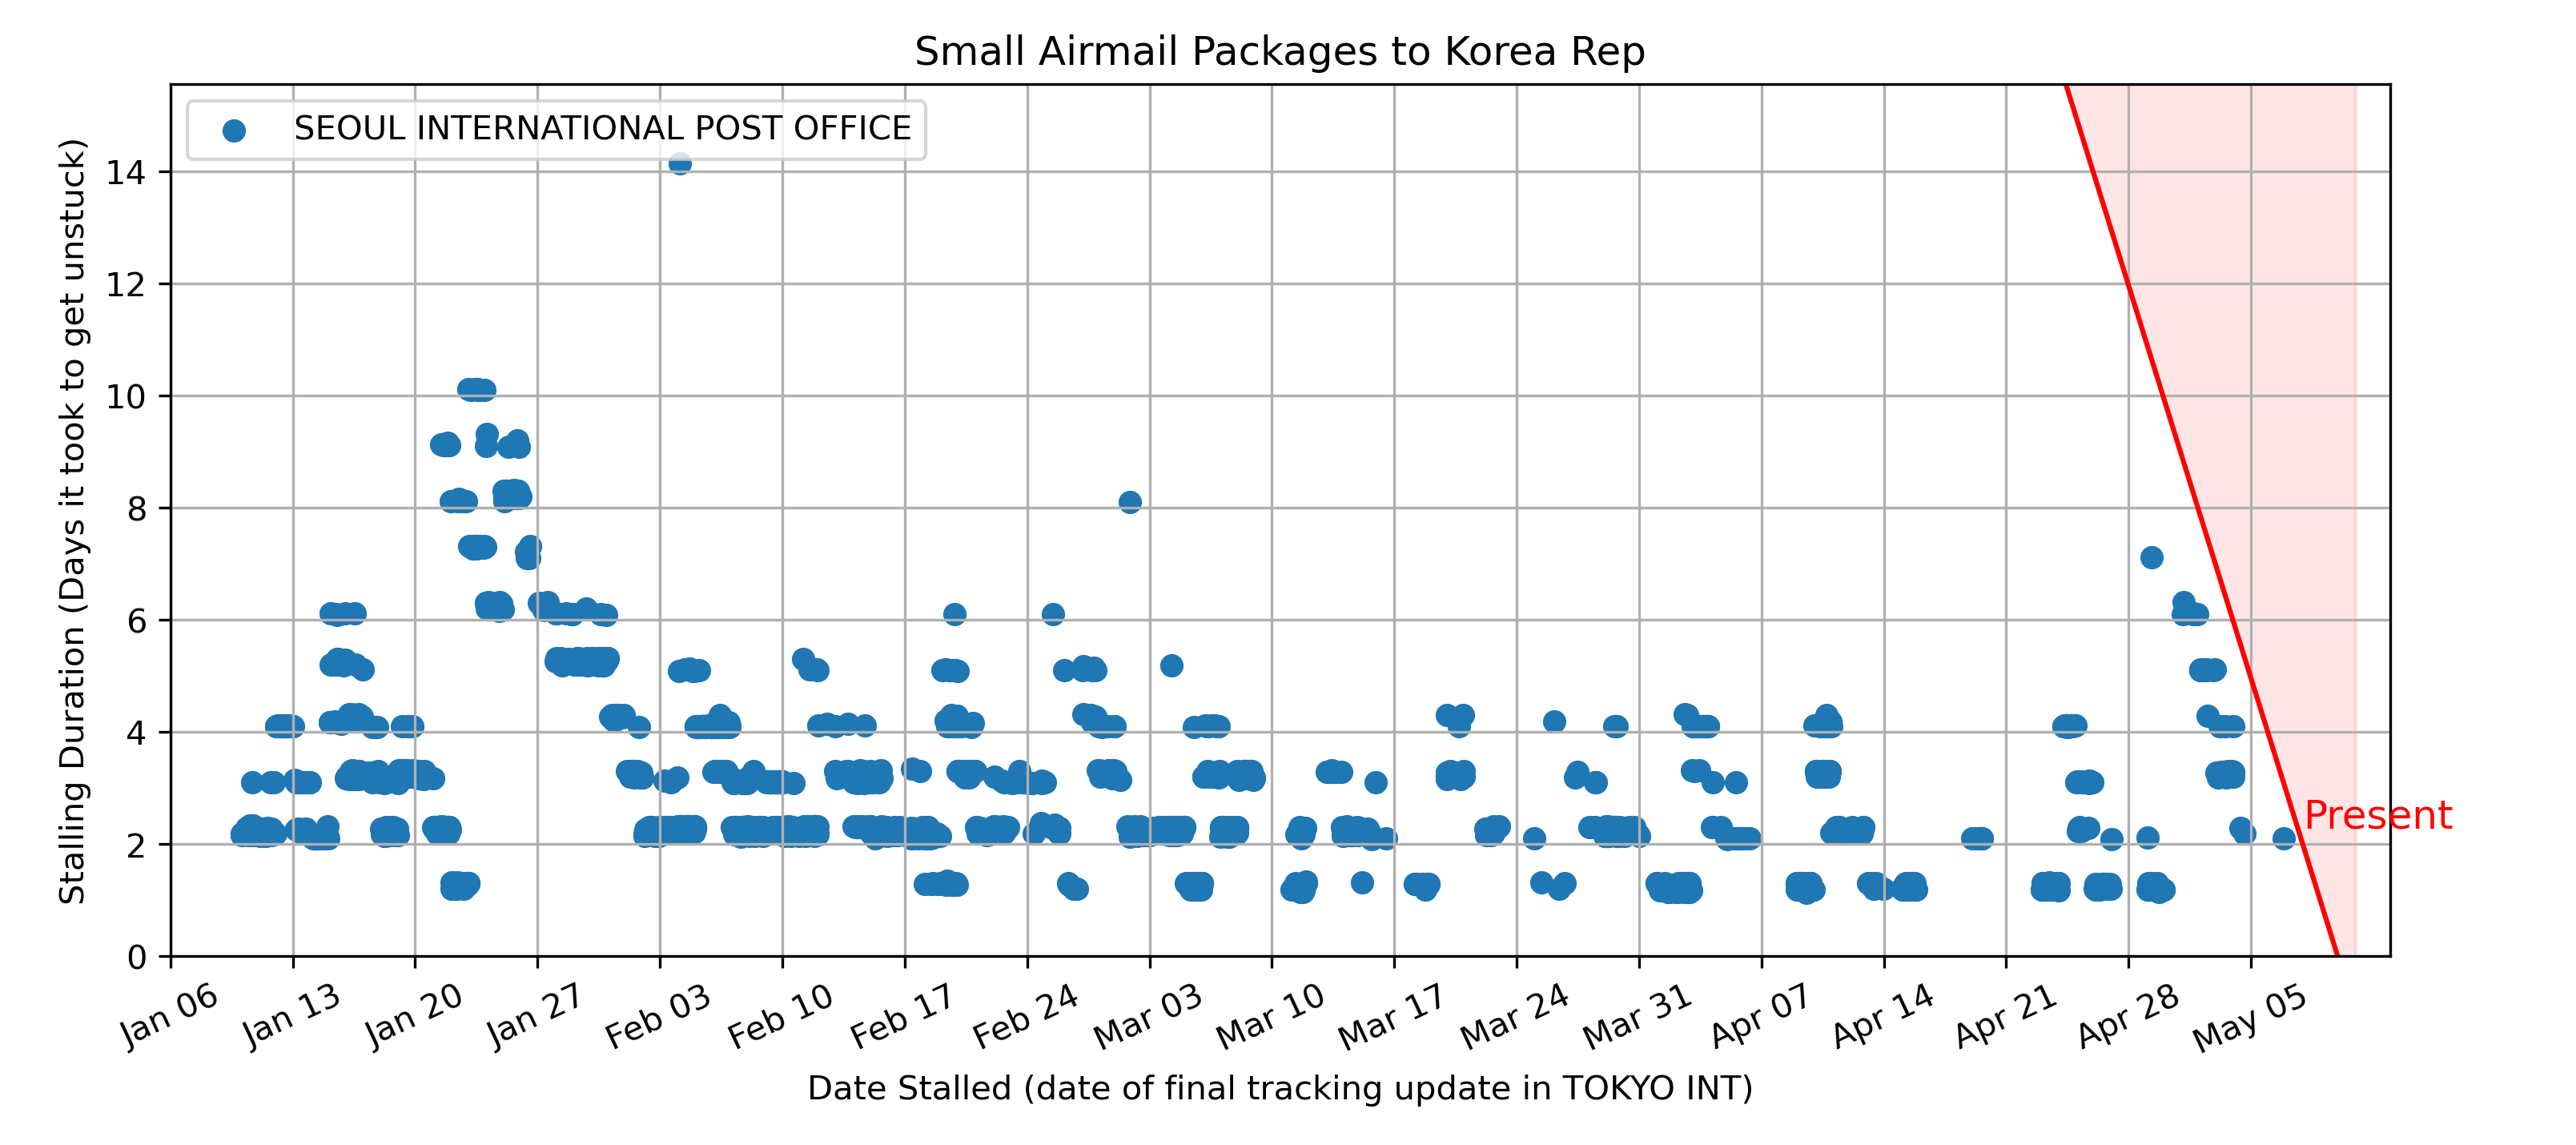 Small Airmail Packages to Korea Rep
SEOUL INTERNATIONAL POST OFFICE
Stalling Duration (Days it took to get unstuck)
14
12
10
8
6
4
2
0
Present
Jan 06
Jan 13
Jan 20
Jan 27
Feb 03
Feb 10
Feb 17
Feb 24
Mar 03
Mar 10
Mar 17
Mar 24
Mar 31
Apr 07
Apr 14
Apr 21
Apr 28
May 05
Date Stalled (date of final tracking update in TOKYO INT)